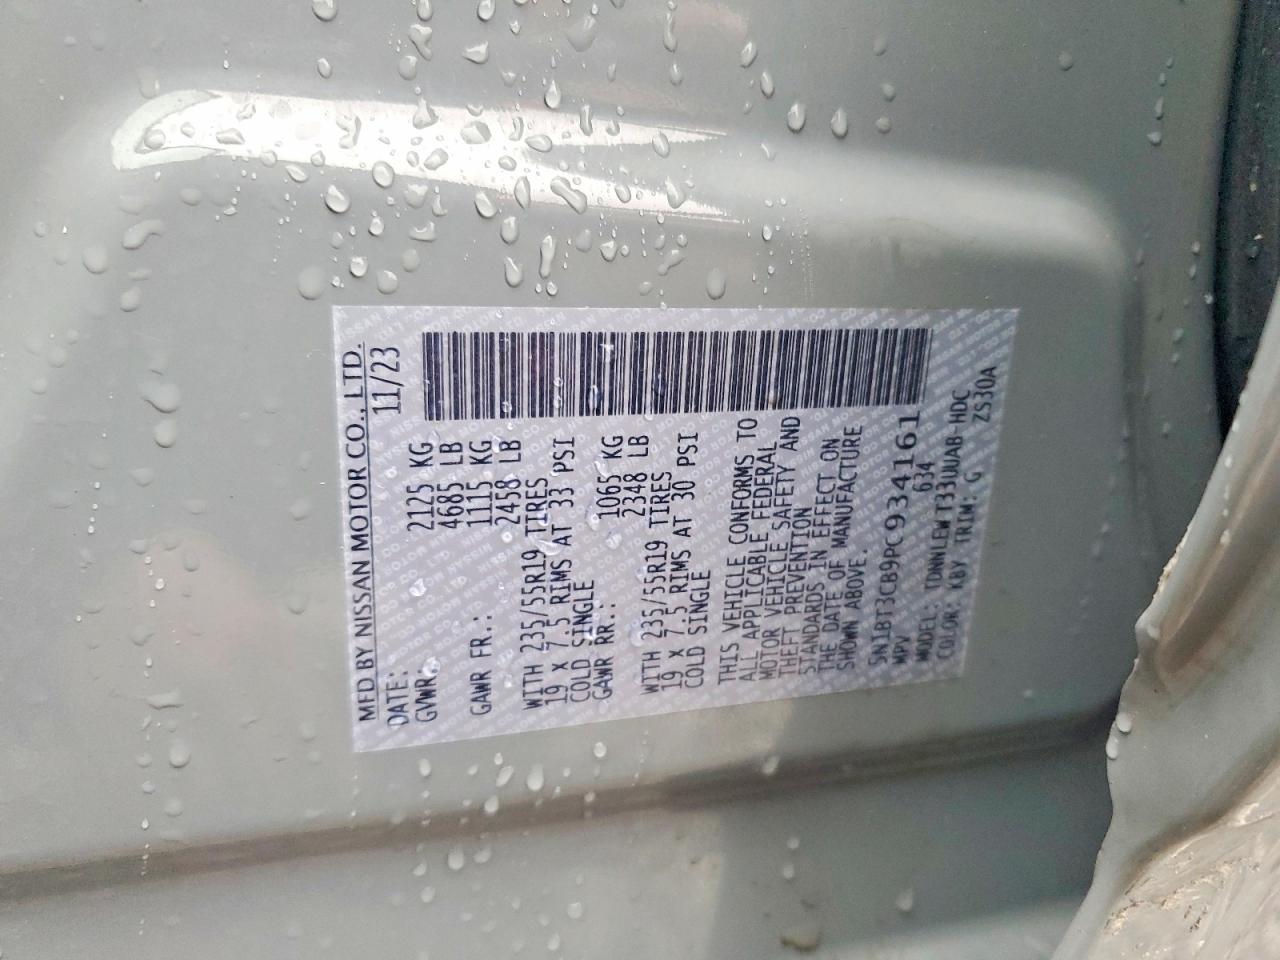 MFD BY NISSAN MOTOR CO., LTD.
DATE: 11/23
GVWR: 2125 KG
4685 LB
GAWR FR.: 1115 KG
2458 LB
WITH 235/55R19 TIRES
19 X 7.5 RIMS AT 33 PSI
COLD SINGLE
GAWR RR.: 1065 KG
2348 LB
WITH 235/55R19 TIRES
19 X 7.5 RIMS AT 30 PSI
COLD SINGLE
THIS VEHICLE CONFORMS TO
ALL APPLICABLE FEDERAL
MOTOR VEHICLE SAFETY AND
THEFT PREVENTION
STANDARDS IN EFFECT ON
THE DATE OF MANUFACTURE
SHOWN ABOVE.
5N1BT3CB9PC934161
MPV 634
MODEL: TDNNLEW T33UUAB-HDC
COLOR: KBY TRIM: G ZS30A